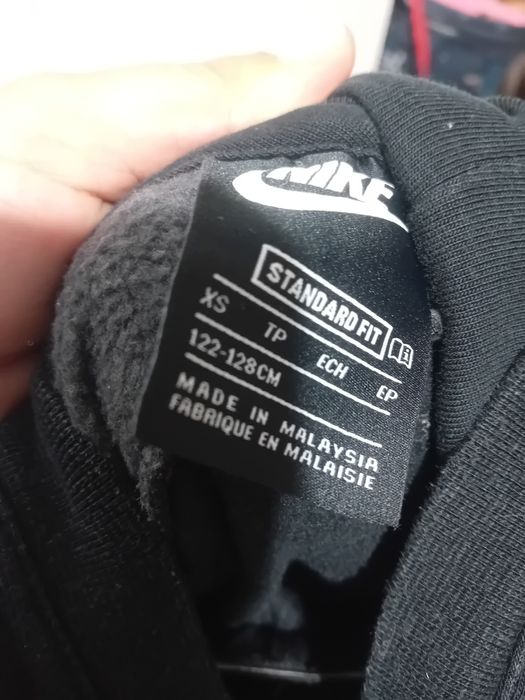 NIKE
STANDARD FIT
XS TP ECH EP
122-128CM
MADE IN MALAYSIA
FABRIQUE EN MALAISIE